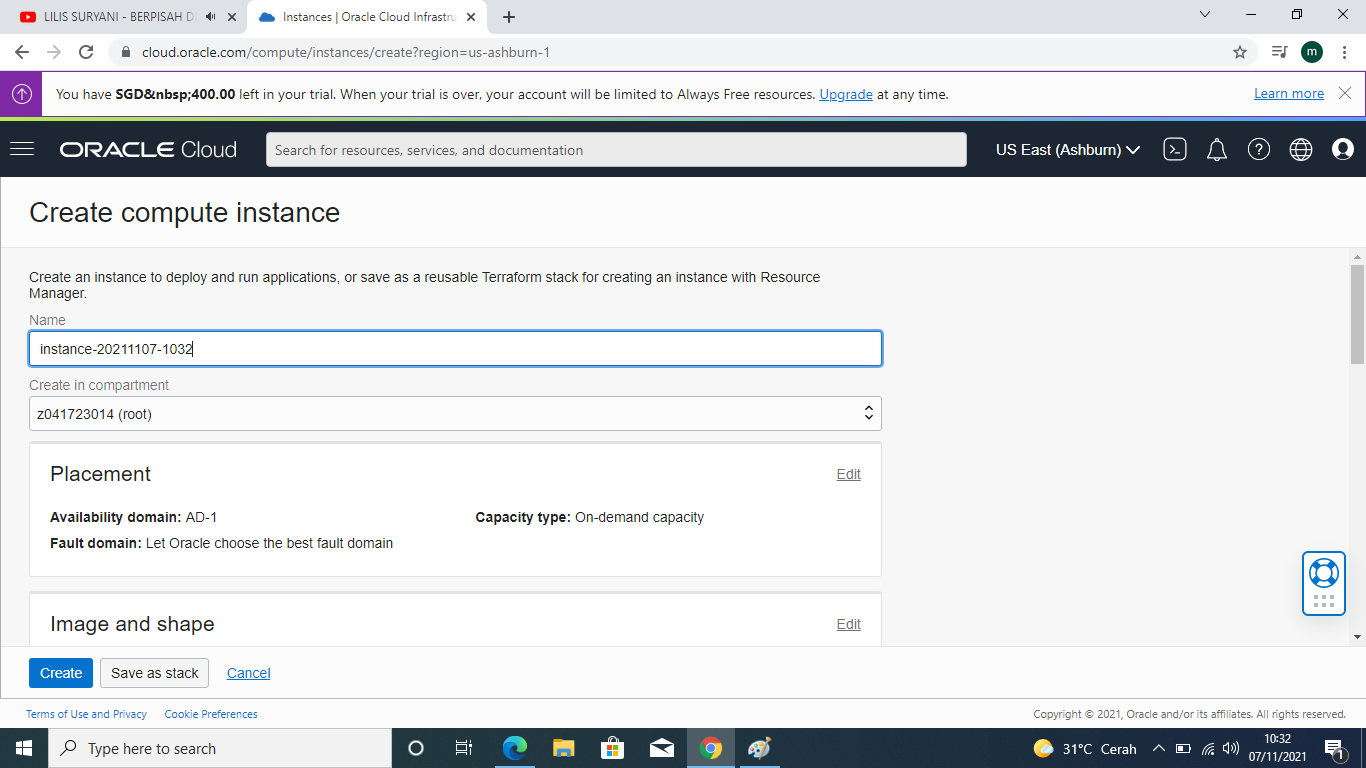 LILIS SURYANI - BERPISAH D
Instances | Oracle Cloud Infrastru
cloud.oracle.com/compute/instances/create?region=us-ashburn-1
m
You have SGD&nbsp;400.00 left in your trial. When your trial is over, your account will be limited to Always Free resources. Upgrade at any time.
Learn more
ORACLE Cloud
Search for resources, services, and documentation
US East (Ashburn)
Create compute instance
Create an instance to deploy and run applications, or save as a reusable Terraform stack for creating an instance with Resource
Manager.
Name
instance-20211107-1032
Create in compartment
z041723014 (root)
Placement
Edit
Availability domain: AD-1
Capacity type: On-demand capacity
Fault domain: Let Oracle choose the best fault domain
Image and shape
Edit
Create
Save as stack
Cancel
Terms of Use and Privacy
Cookie Preferences
Copyright © 2021, Oracle and/or its affiliates. All rights reserved.
Type here to search
31°C Cerah
10:32
07/11/2021
1